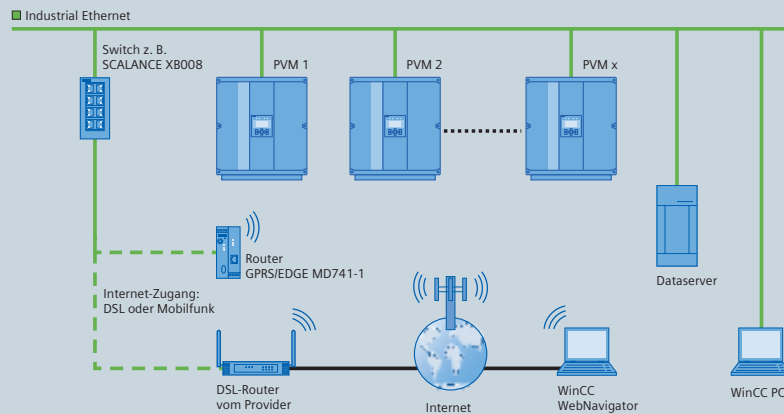 Industrial Ethernet
Switch z. B.
SCALANCE XB008
PVM 1
PVM 2
PVM x
Router
GPRS/EDGE MD741-1
Dataserver
Internet-Zugang:
DSL oder Mobilfunk
DSL-Router
vom Provider
Internet
WinCC
WebNavigator
WinCC PC